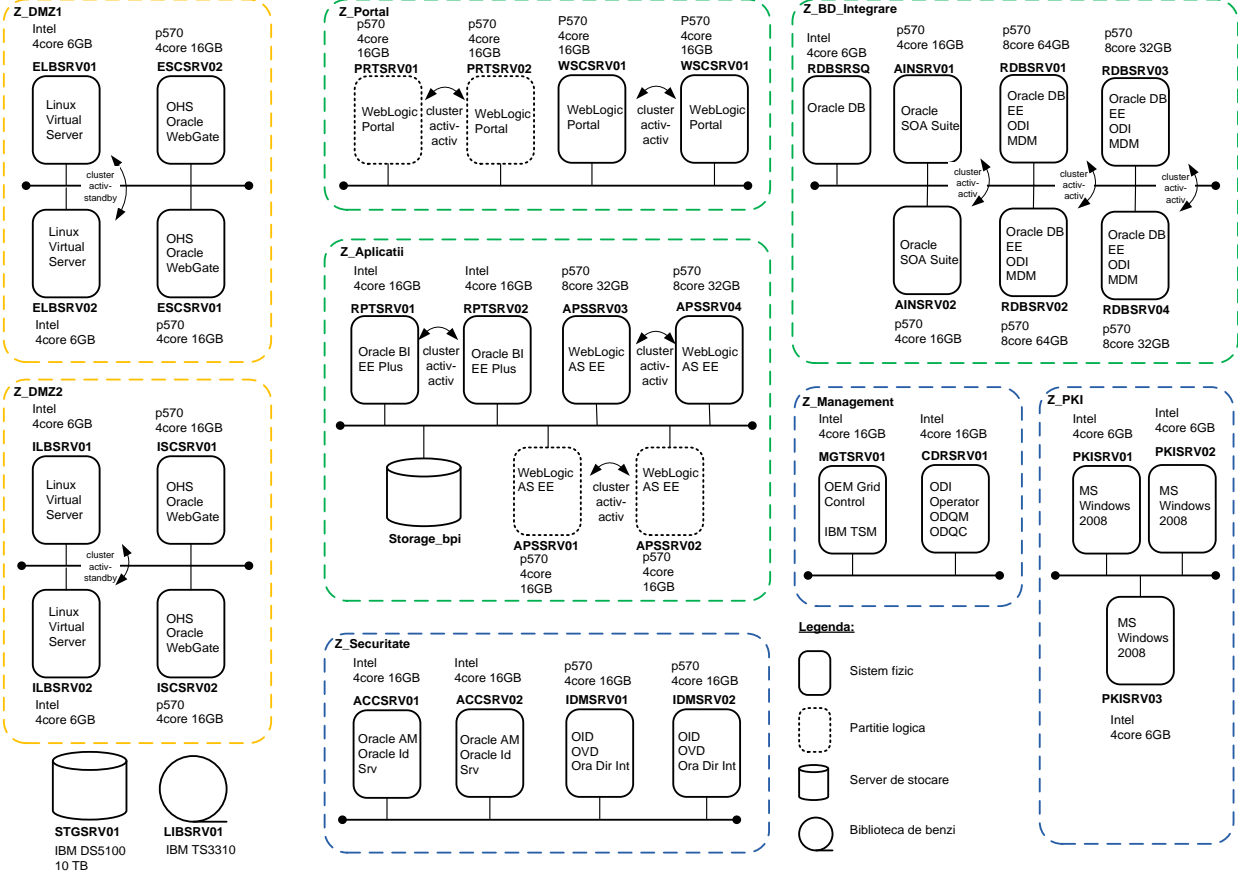 Z_DMZ1
Intel
4core 6GB
ELBSRV01
Linux
Virtual
Server
p570
4core 16GB
ESCSRV02
OHS
Oracle
WebGate
cluster
activ-
standby
Linux
Virtual
Server
ELBSRV02
Intel
4core 6GB
OHS
Oracle
WebGate
ESCSRV01
p570
4core 16GB
Z_DMZ2
Intel
4core 6GB
ILBSRV01
Linux
Virtual
Server
p570
4core 16GB
ISCSRV01
OHS
Oracle
WebGate
cluster
activ-
standby
Linux
Virtual
Server
ILBSRV02
Intel
4core 6GB
OHS
Oracle
WebGate
ISCSRV02
p570
4core 16GB
STGSRV01
IBM DS5100
10 TB
LIBSRV01
IBM TS3310
Z_Portal
p570
4core
16GB
PRTSRV01
WebLogic
Portal
cluster
activ-
activ
p570
4core
16GB
PRTSRV02
WebLogic
Portal
P570
4core
16GB
WSCSRV01
WebLogic
Portal
cluster
activ-
activ
p570
4core
16GB
WSCSRV01
WebLogic
Portal
Z_Aplicatii
Intel
4core 16GB
RPTSRV01
Oracle BI
EE Plus
cluster
activ-
activ
Intel
4core 16GB
RPTSRV02
Oracle BI
EE Plus
p570
8core 32GB
APSSRV03
WebLogic
AS EE
cluster
activ-
activ
p570
8core 32GB
APSSRV04
WebLogic
AS EE
Storage_bpi
WebLogic
AS EE
APSSRV01
p570
4core
16GB
cluster
activ-
activ
WebLogic
AS EE
APSSRV02
p570
4core
16GB
Z_Securitate
Intel
4core 16GB
ACCSRV01
Oracle AM
Oracle Id
Srv
Intel
4core 16GB
ACCSRV02
Oracle AM
Oracle Id
Srv
p570
4core 16GB
IDMSRV01
OID
OVD
Ora Dir Int
p570
4core 16GB
IDMSRV02
OID
OVD
Ora Dir Int
Z_BD_Integrare
Intel
4core 6GB
RDBSRSQ
Oracle DB
p570
4core 16GB
AINSRV01
Oracle
SOA Suite
p570
8core 64GB
RDBSRV01
Oracle DB
EE
ODI
MDM
p570
8core 32GB
RDBSRV03
Oracle DB
EE
ODI
MDM
cluster
activ-
activ
cluster
activ-
activ
cluster
activ-
activ
Oracle
SOA Suite
AINSRV02
p570
4core 16GB
Oracle DB
EE
ODI
MDM
RDBSRV02
p570
8core 64GB
Oracle DB
EE
ODI
MDM
RDBSRV04
p570
8core 32GB
Z_Management
Intel
4core 16GB
MGTSRV01
OEM Grid
Control
IBM TSM
Intel
4core 16GB
CDRSRV01
ODI
Operator
ODQM
ODQC
Z_PKI
Intel
4core 6GB
PKISRV01
MS
Windows
2008
Intel
4core 6GB
PKISRV02
MS
Windows
2008
MS
Windows
2008
PKISRV03
Intel
4core 6GB
Legenda:
Sistem fizic
Partitie logica
Server de stocare
Biblioteca de benzi